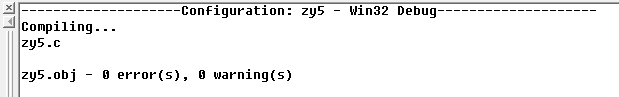 --------------------Configuration: zy5 - Win32 Debug--------------------
Compiling...
zy5.c
zy5.obj - 0 error(s), 0 warning(s)